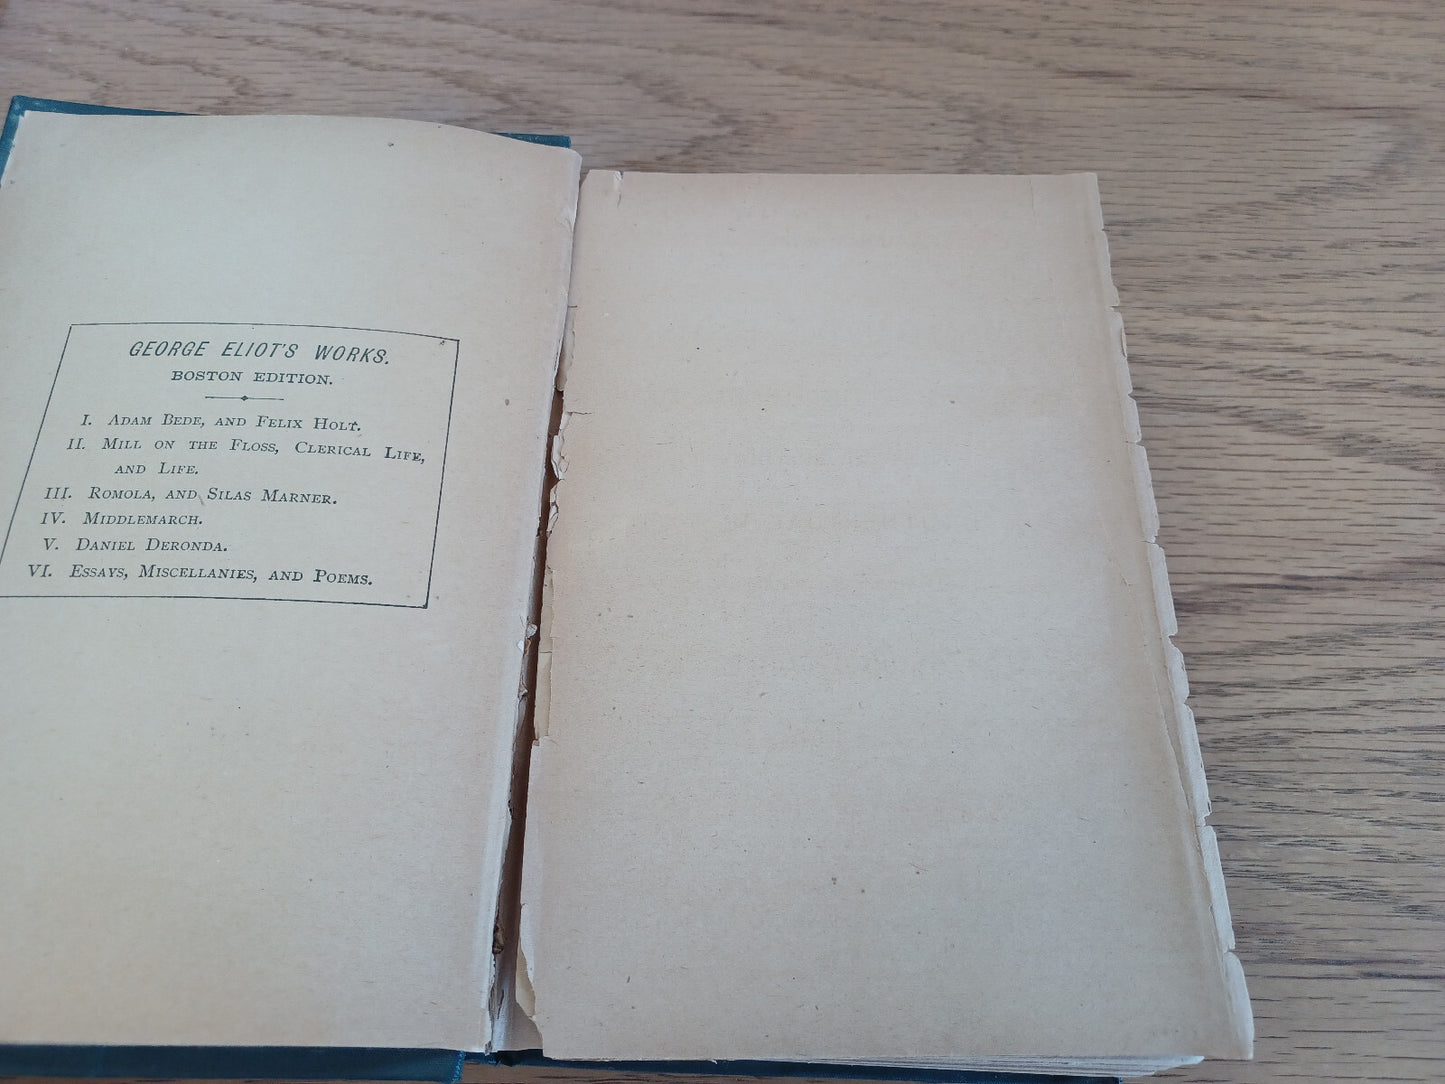 GEORGE ELIOT'S WORKS.
BOSTON EDITION.
I. ADAM BEDE, AND FELIX HOLT.
II. MILL ON THE FLOSS, CLERICAL LIFE,
AND LIFE.
III. ROMOLA, AND SILAS MARNER.
IV. MIDDLEMARCH.
V. DANIEL DERONDA.
VI. ESSAYS, MISCELLANIES, AND POEMS.